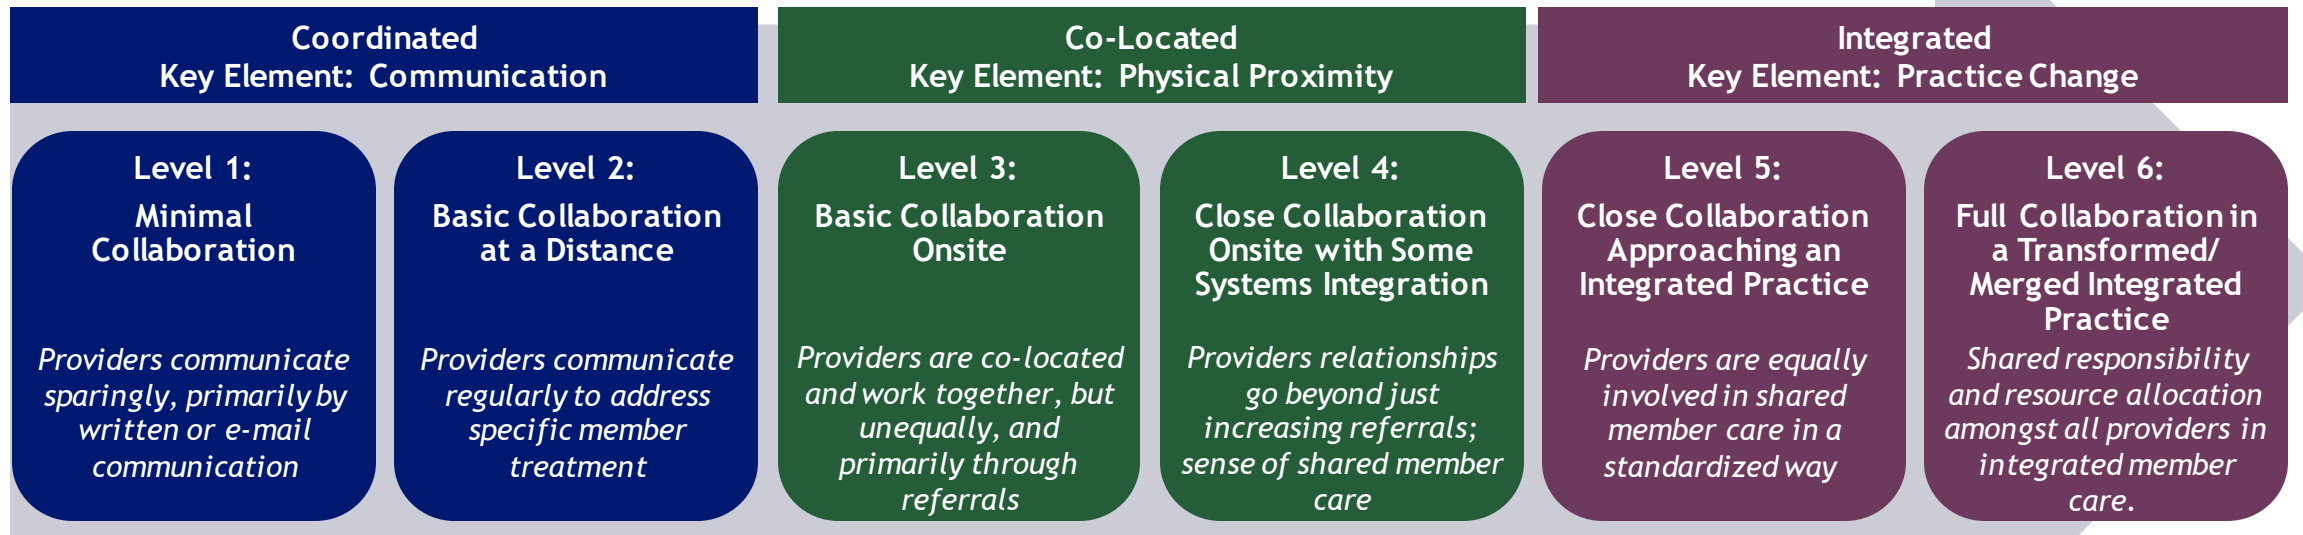 Coordinated
Key Element: Communication
Co-Located
Key Element: Physical Proximity
Integrated
Key Element: Practice Change
Level 1:
Minimal
Collaboration
Providers communicate
sparingly, primarily by
written or e-mail
communication
Level 2:
Basic Collaboration
at a Distance
Providers communicate
regularly to address
specific member
treatment
Level 3:
Basic Collaboration
Onsite
Providers are co-located
and work together, but
unequally, and
primarily through
referrals
Level 4:
Close Collaboration
Onsite with Some
Systems Integration
Providers relationships
go beyond just
increasing referrals;
sense of shared member
care
Level 5:
Close Collaboration
Approaching an
Integrated Practice
Providers are equally
involved in shared
member care in a
standardized way
Level 6:
Full Collaboration in
a Transformed/
Merged Integrated
Practice
Shared responsibility
and resource allocation
amongst all providers in
integrated member
care.